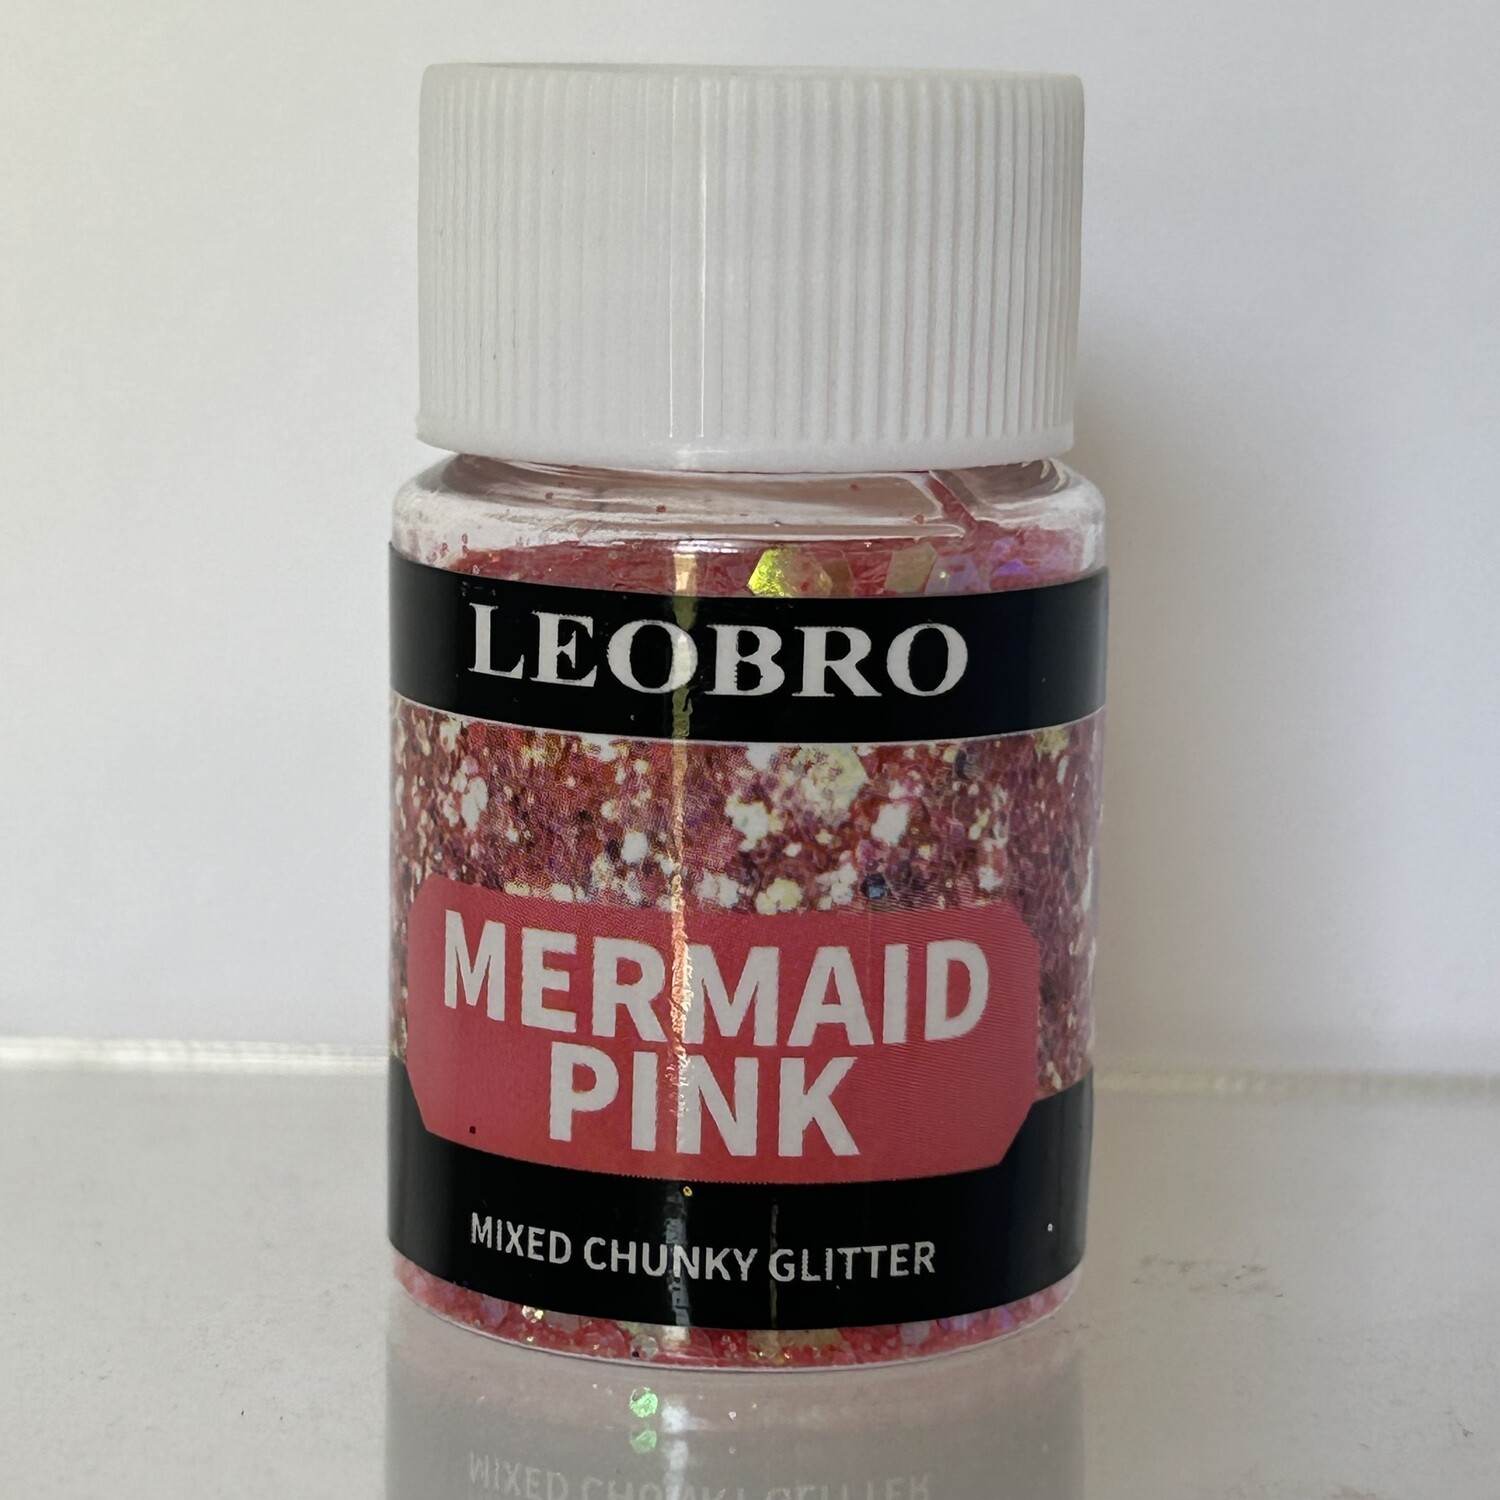 LEOBRO
MERMAID
PINK
MIXED CHUNKY GLITTER